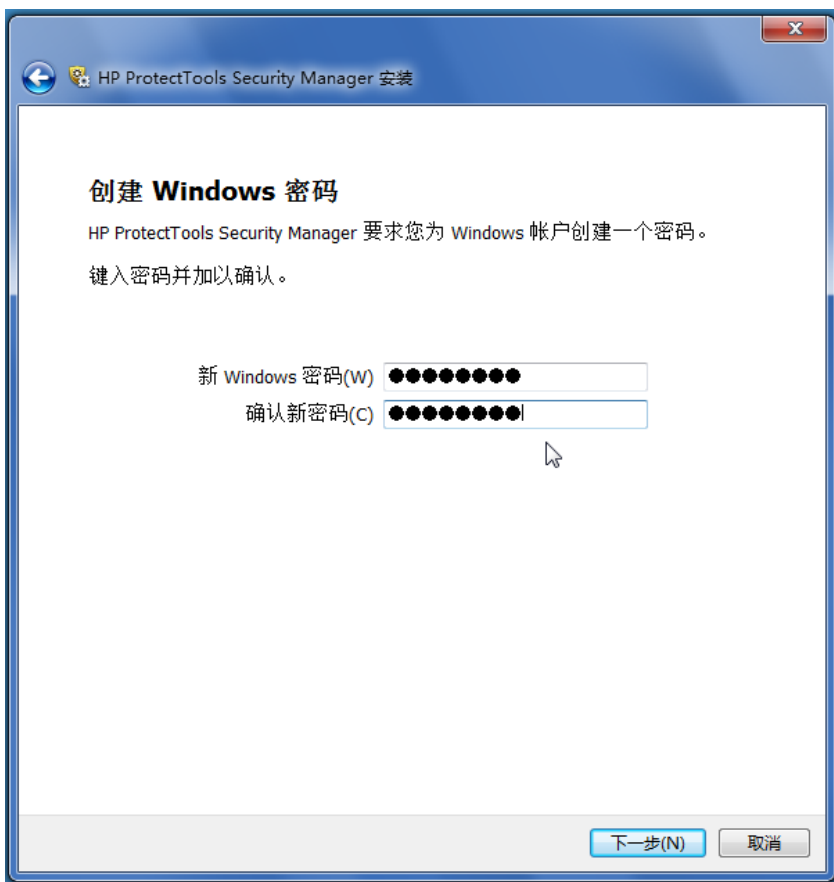 HP ProtectTools Security Manager 安装
创建 Windows 密码
HP ProtectTools Security Manager 要求您为 Windows 帐户创建一个密码。
键入密码并加以确认。
新 Windows 密码(W) ●●●●●●●●
确认新密码(C) ●●●●●●●●
下一步(N) 取消